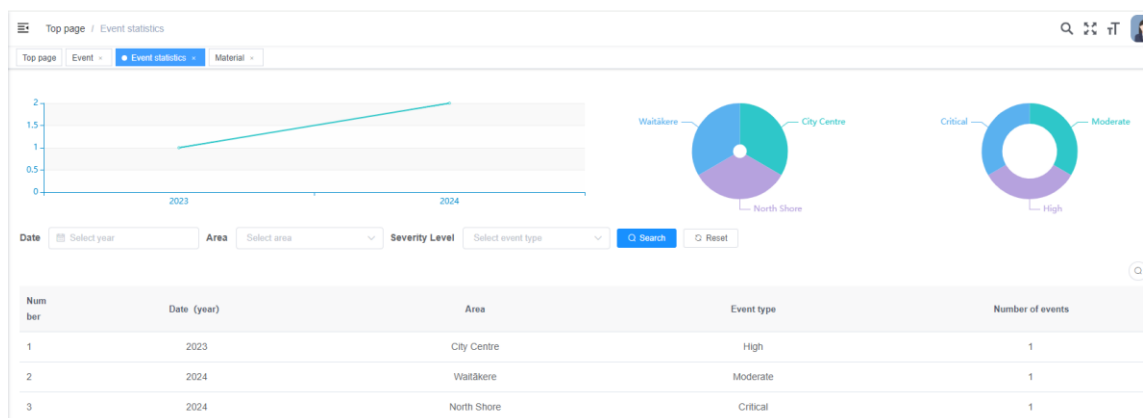 Top page / Event statistics
Top page Event × Event statistics × Material ×
2
1.5
1
0.5
0
2023 2024
Waitākere City Centre
North Shore
Critical Moderate
High
Date Select year Area Select area Severity Level Select event type Search Reset
Num
ber Date (year) Area Event type Number of events
1 2023 City Centre High 1
2 2024 Waitākere Moderate 1
3 2024 North Shore Critical 1